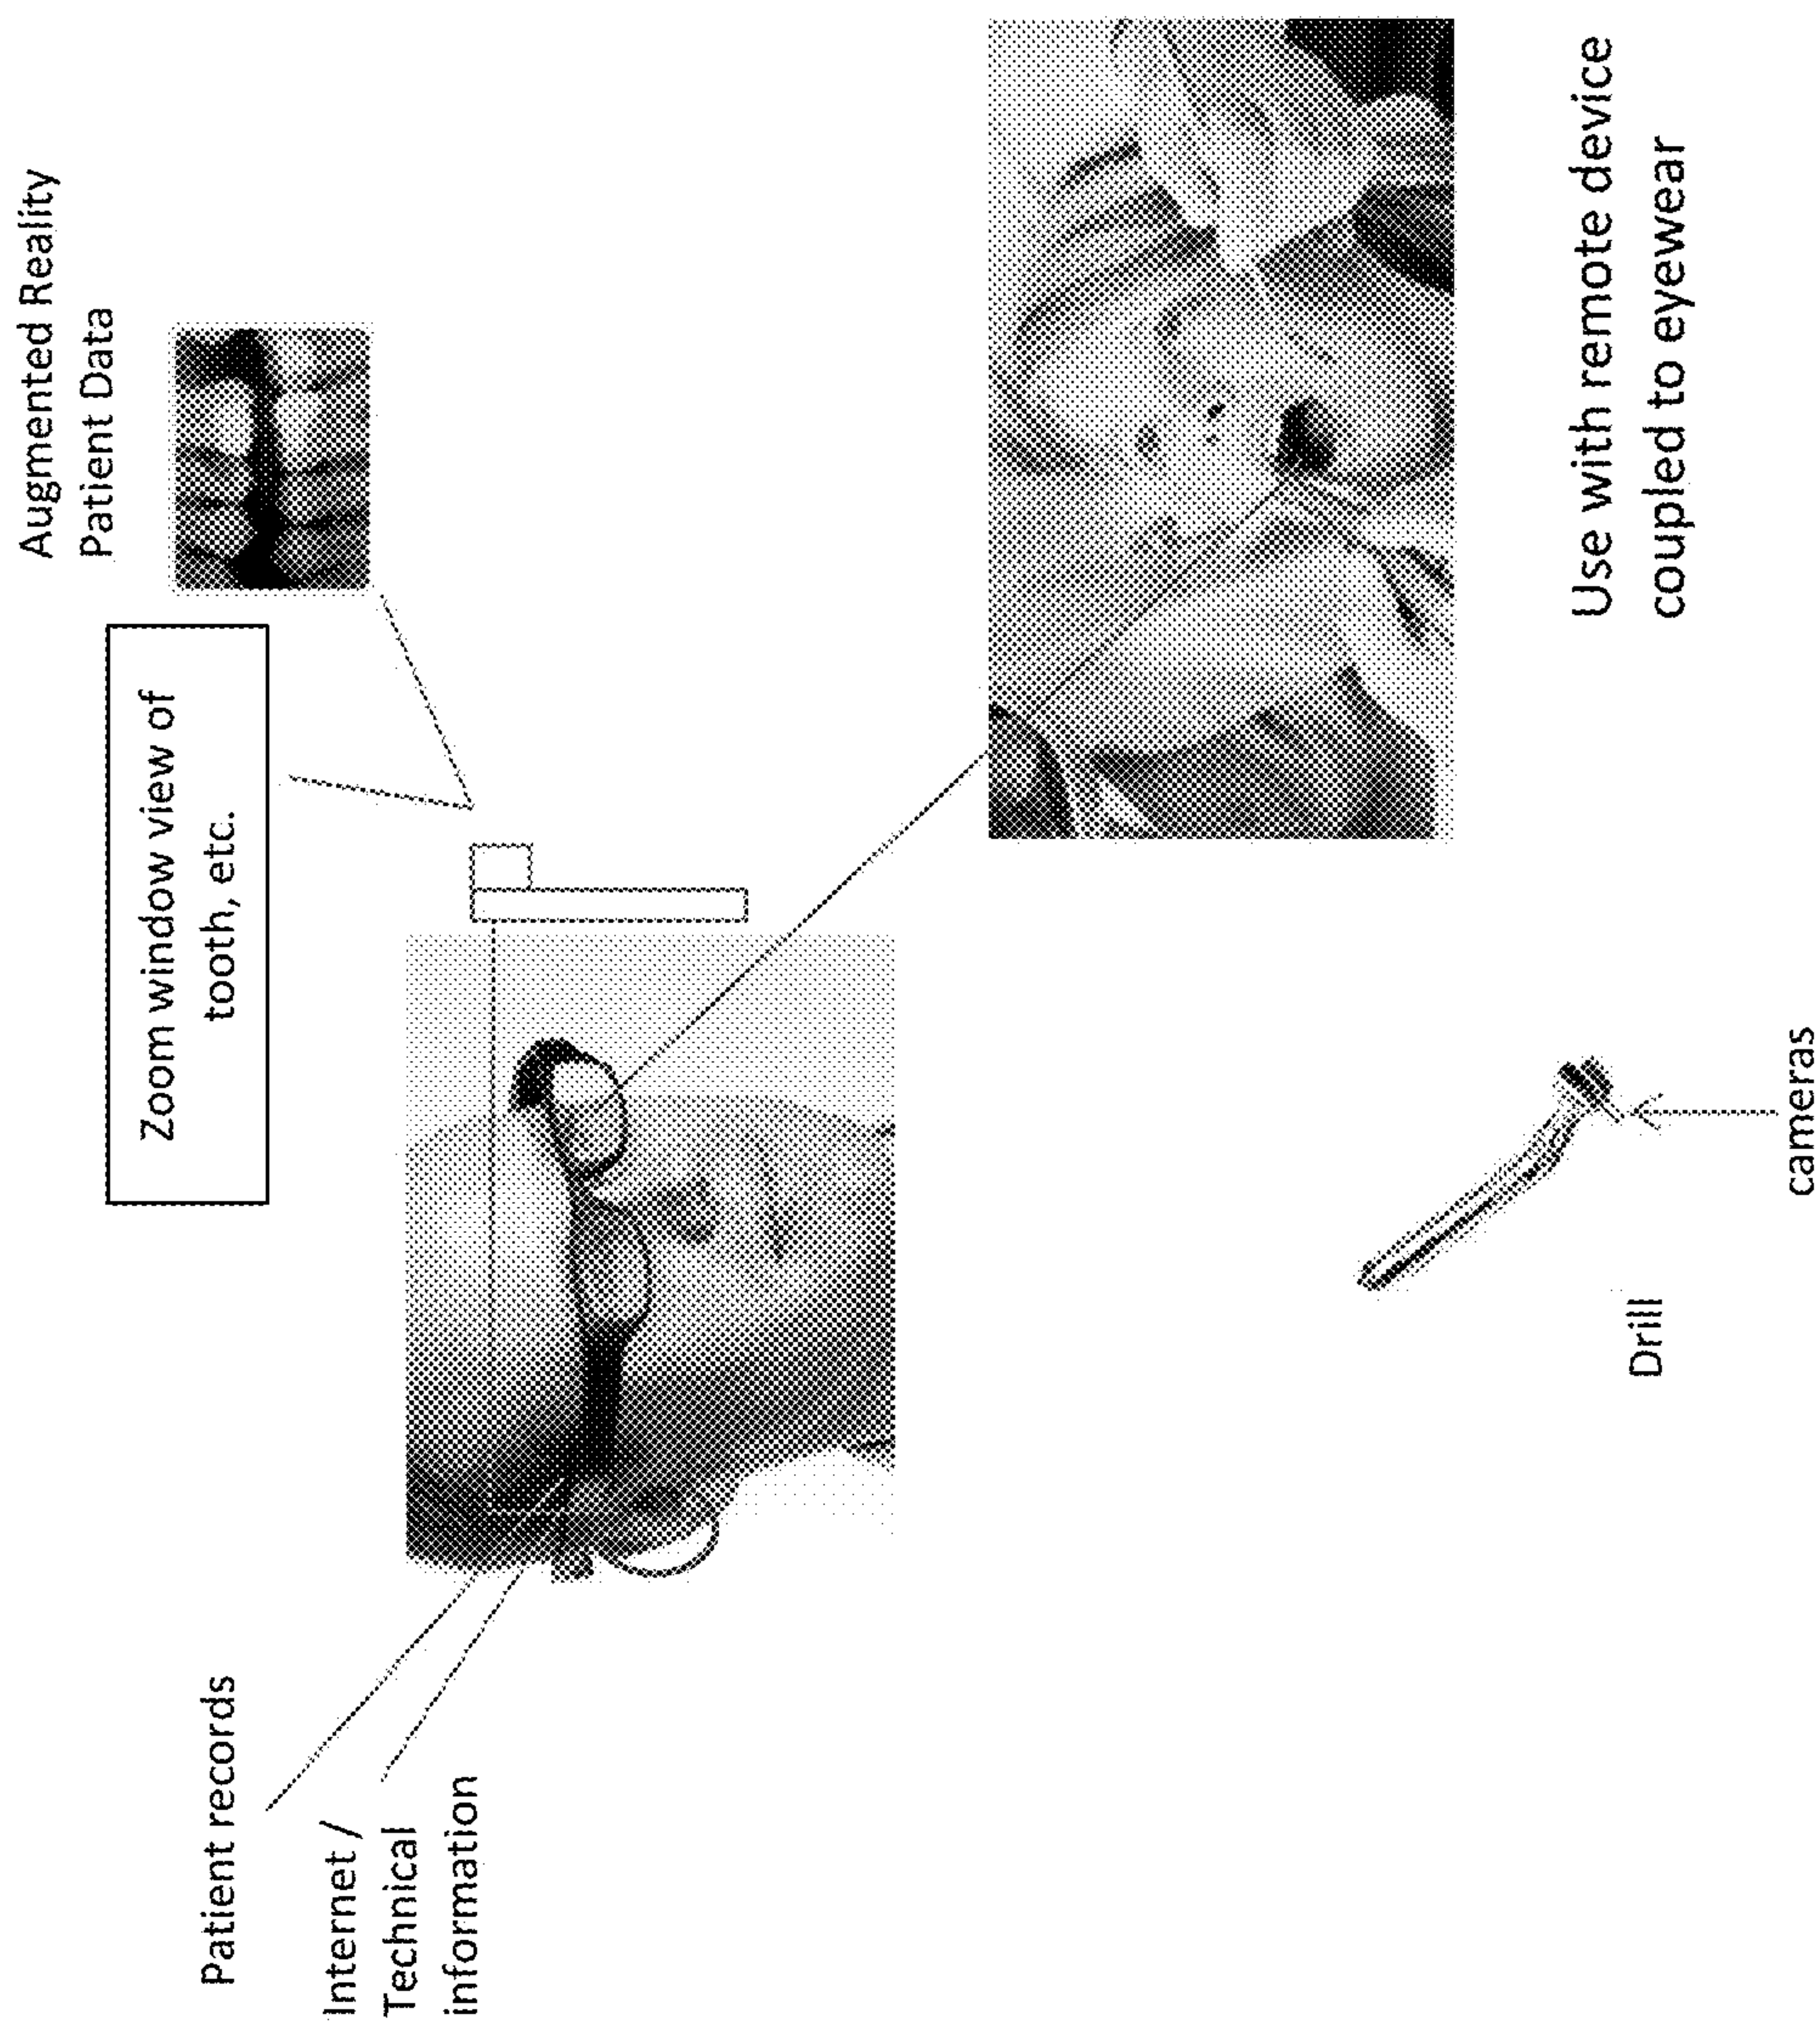 Augmented Reality
Patient Data
Zoom window view of
tooth, etc.
Patient records
Internet /
Technical
information
Use with remote device
coupled to eyewear
Drill
cameras